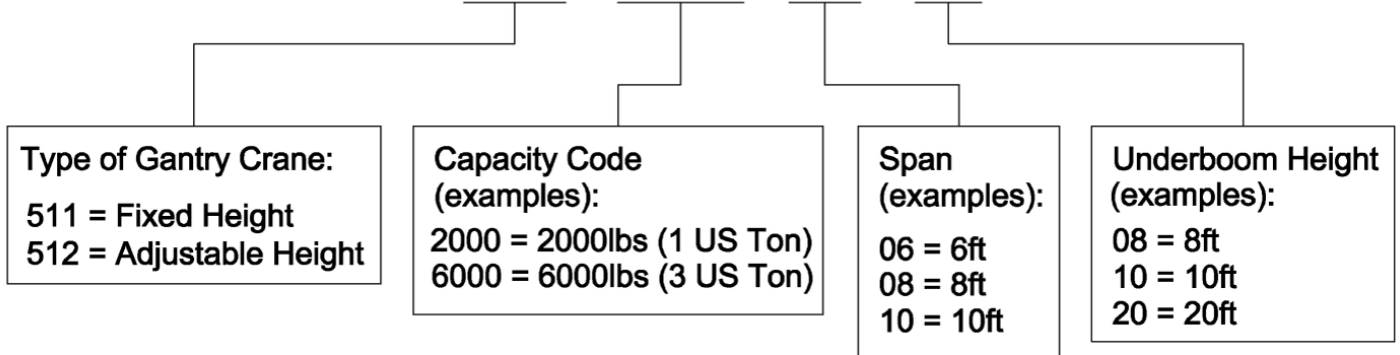 Type of Gantry Crane:
511 = Fixed Height
512 = Adjustable Height
Capacity Code
(examples):
2000 = 2000lbs (1 US Ton)
6000 = 6000lbs (3 US Ton)
Span
(examples):
06 = 6ft
08 = 8ft
10 = 10ft
Underboom Height
(examples):
08 = 8ft
10 = 10ft
20 = 20ft